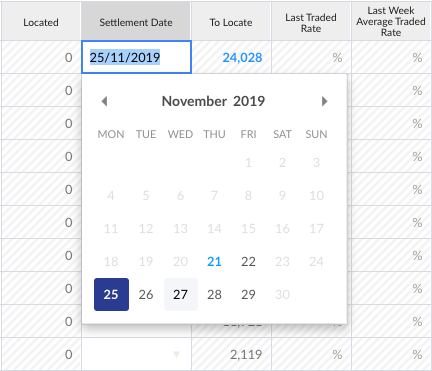 Located Settlement Date To Locate Last Traded Rate Last Week Average Traded Rate
0 25/11/2019 24,028 % %
0 %
November 2019
0 %
MON TUE WED THU FRI SAT SUN
0 %
1 2 3
0 %
4 5 6 7 8 9 10
0 %
11 12 13 14 15 16 17
0 %
18 19 20 21 22 23 24
0 %
25 26 27 28 29 30
0 % %
0 2,119 % %